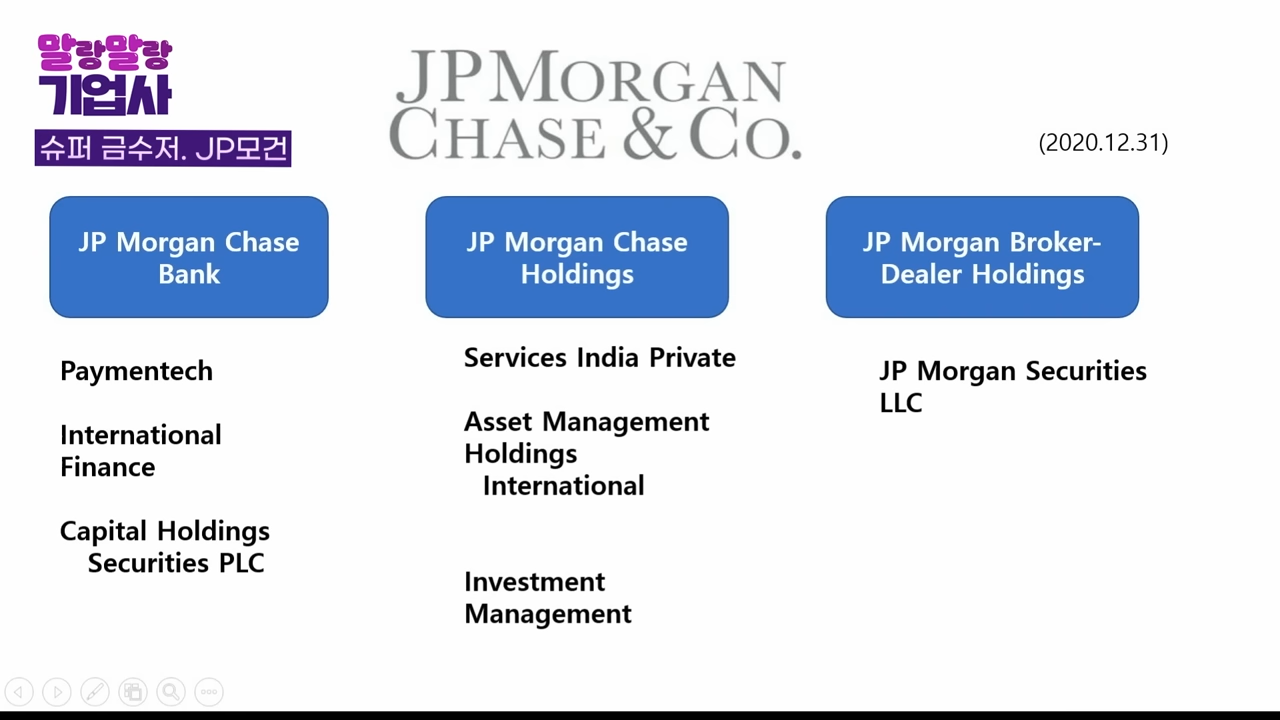 말랑말랑
기업사
슈퍼 금수저. JP모건
JPMORGAN
CHASE & CO.
(2020.12.31)
JP Morgan Chase
Bank
JP Morgan Chase
Holdings
JP Morgan Broker-
Dealer Holdings
Paymentech
International
Finance
Capital Holdings
Securities PLC
Services India Private
Asset Management
Holdings
International
Investment
Management
JP Morgan Securities
LLC